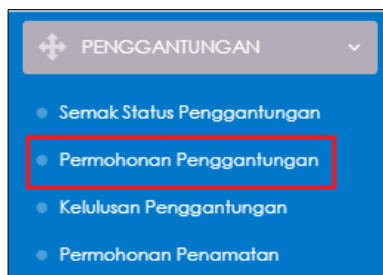 PENGGANTUNGAN
Semak Status Penggantungan
Permohonan Penggantungan
Kelulusan Penggantungan
Permohonan Penamatan